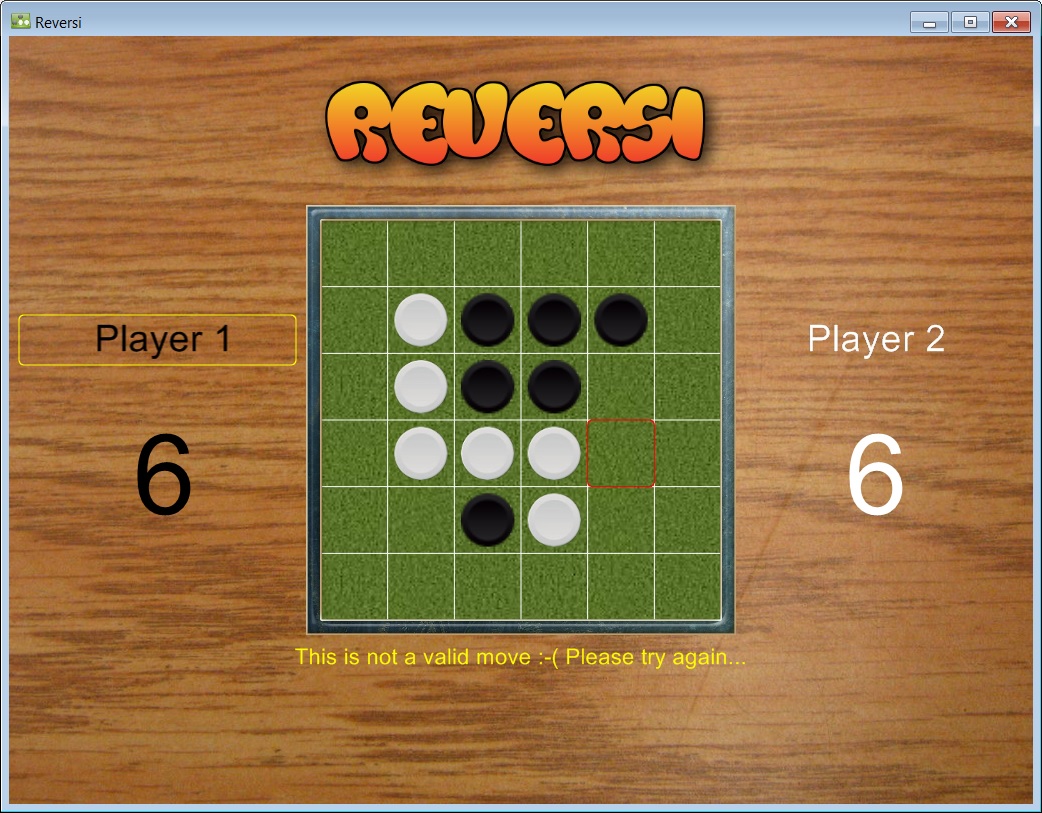 Reversi
REVERSI
Player 1
Player 2
6
6
This is not a valid move :-( Please try again...